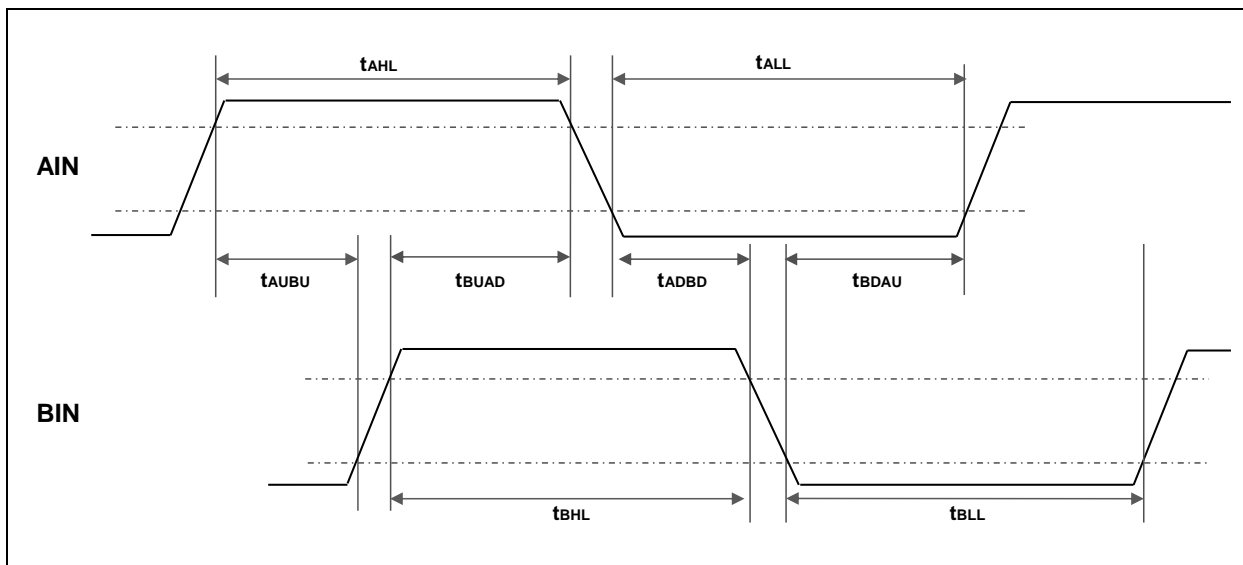 tAHL
tALL
AIN
tAUBU
tBUAD
tADBD
tBDAU
BIN
tBHL
tBLL